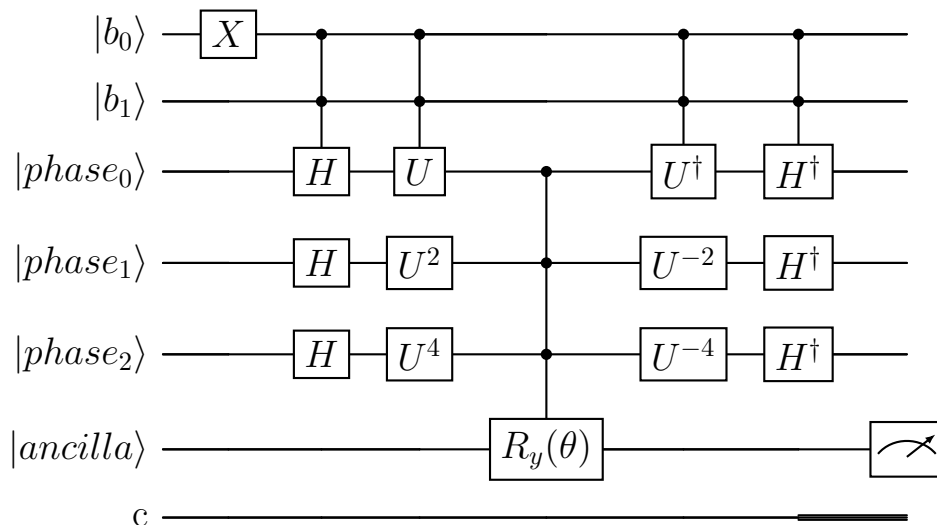 |b₀⟩ X
|b₁⟩
|phase₀⟩ H U U† H†
|phase₁⟩ H U² U⁻² H†
|phase₂⟩ H U⁴ U⁻⁴ H†
|ancilla⟩ R_y(θ)
c